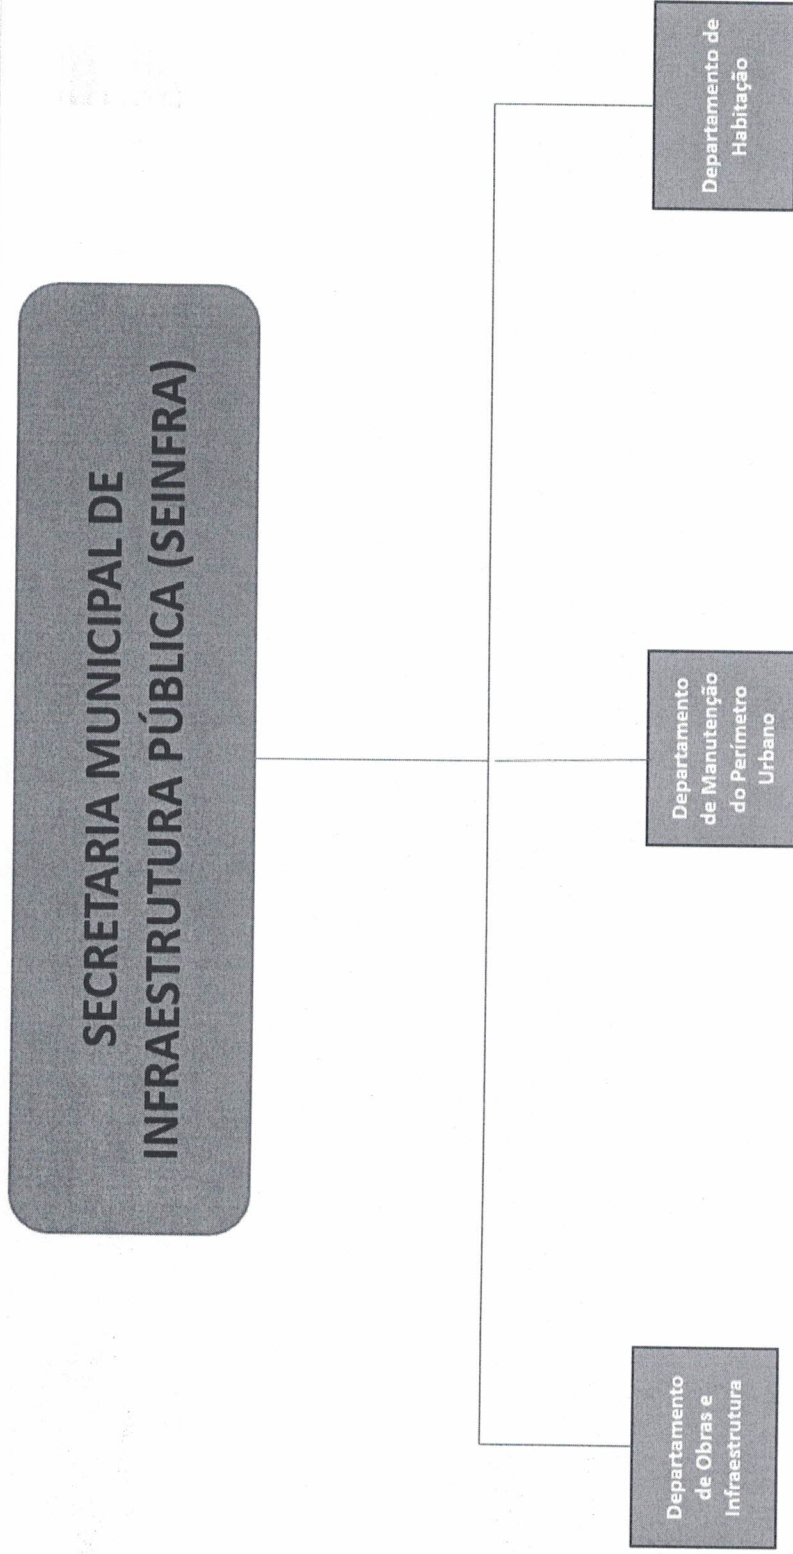 SECRETARIA MUNICIPAL DE
INFRAESTRUTURA PÚBLICA (SEINFRA)
Departamento
de Obras e
Infraestrutura
Departamento
de Manutenção
do Perímetro
Urbano
Departamento de
Habitação